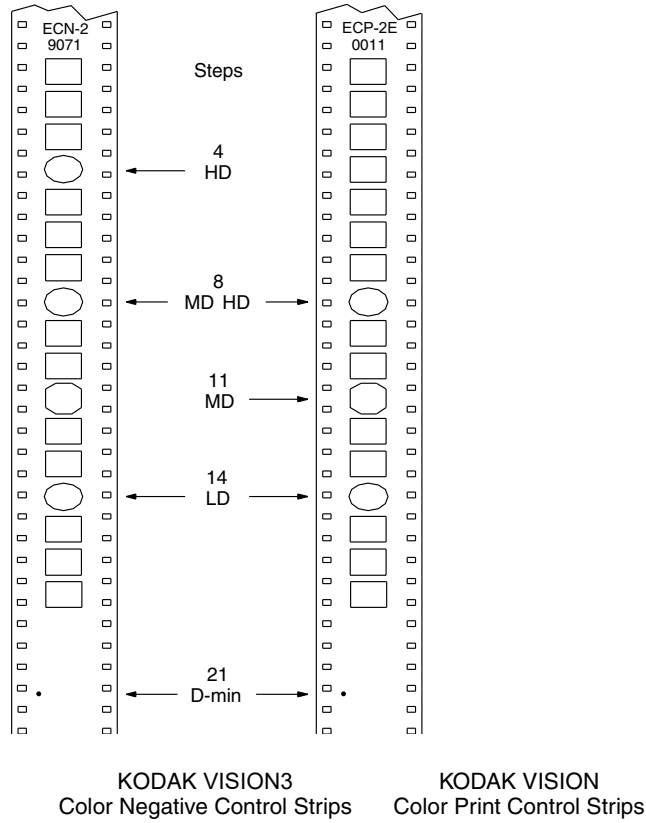 ECN-2
9071
ECP-2E
0011
Steps
4
HD
8
MD HD
11
MD
14
LD
21
D-min
KODAK VISION3
Color Negative Control Strips
KODAK VISION
Color Print Control Strips